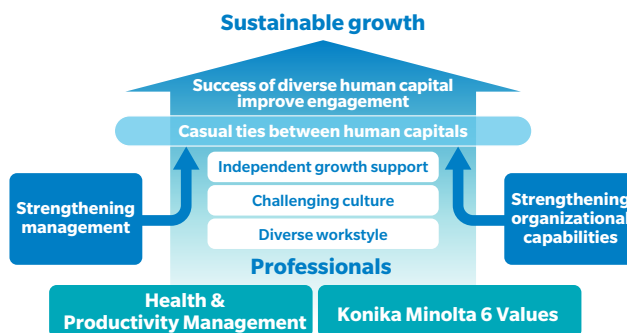 Sustainable growth
Success of diverse human capital
improve engagement
Casual ties between human capitals
Independent growth support
Challenging culture
Diverse workstyle
Professionals
Strengthening
management
Strengthening
organizational
capabilities
Health &
Productivity Management
Konika Minolta 6 Values